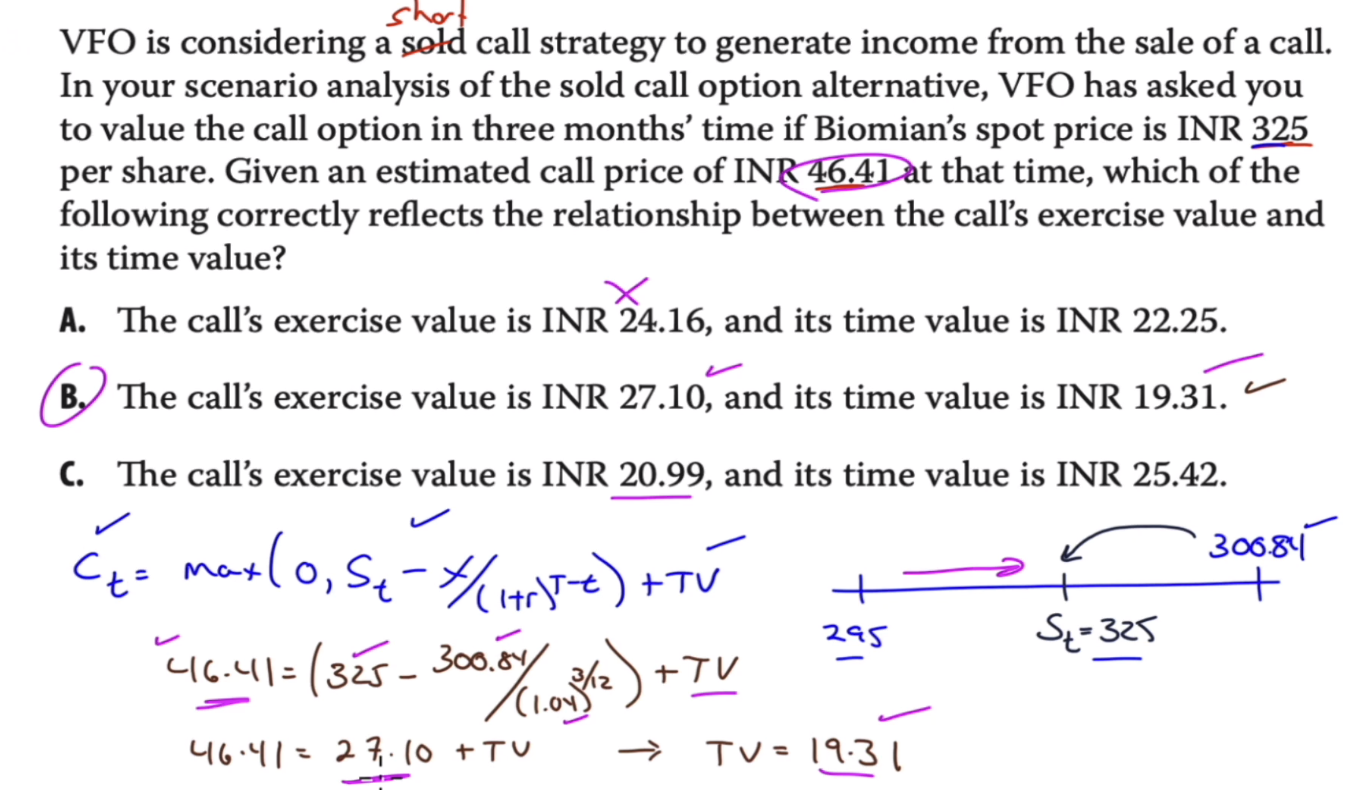 short
VFO is considering a sold call strategy to generate income from the sale of a call.
In your scenario analysis of the sold call option alternative, VFO has asked you
to value the call option in three months’ time if Biomian’s spot price is INR 325
per share. Given an estimated call price of INR 46.41 at that time, which of the
following correctly reflects the relationship between the call’s exercise value and
its time value?
A. The call’s exercise value is INR 24.16, and its time value is INR 22.25.
B. The call’s exercise value is INR 27.10, and its time value is INR 19.31.
C. The call’s exercise value is INR 20.99, and its time value is INR 25.42.
Ct = max(0, St - X/(1+r)T-t) + TV
300.84
295
St = 325
46.41 = (325 - 300.84/(1.04)3/12) + TV
46.41 = 27.10 + TV → TV = 19.31